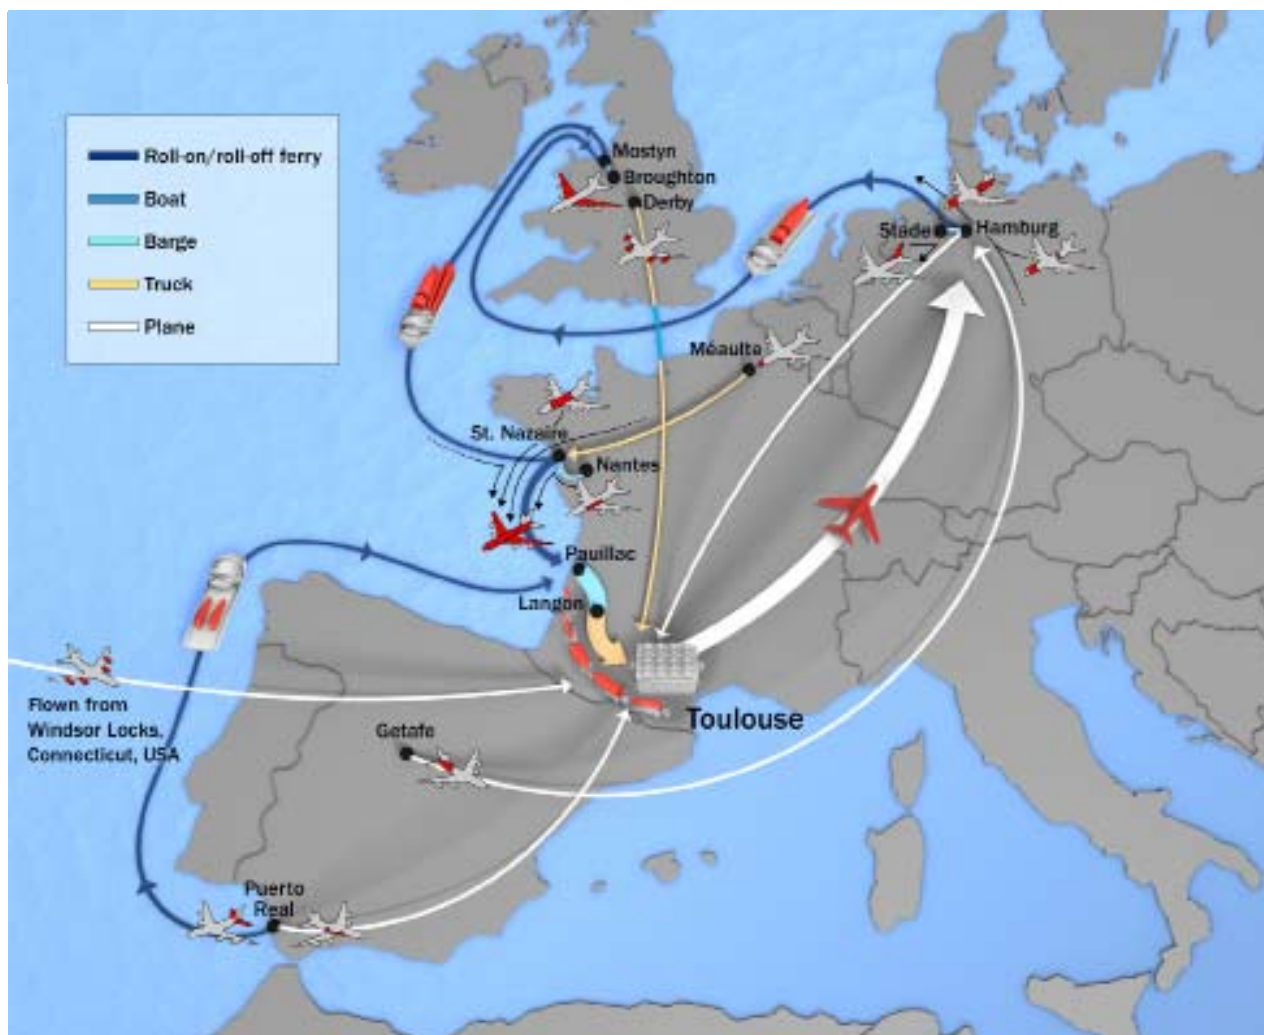 Roll-on/roll-off ferry
Boat
Barge
Truck
Plane
Mostyn
Broughton
Derby
Stade
Hamburg
Méaulte
St. Nazaire
Nantes
Pauillac
Langon
Toulouse
Flown from
Windsor Locks,
Connecticut, USA
Getafe
Puerto
Real